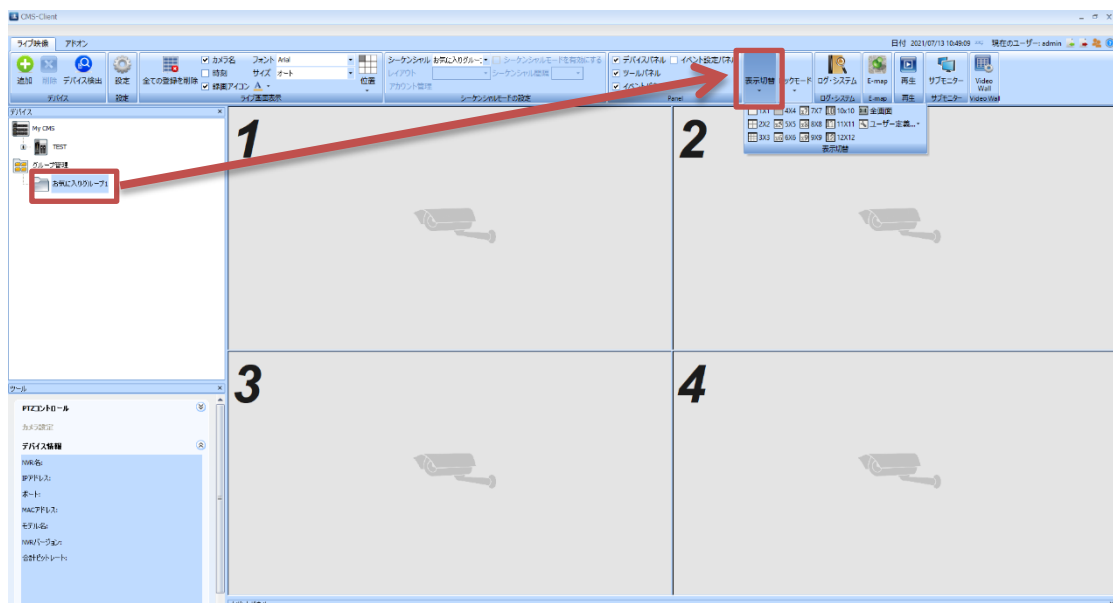 CMS-Client
ライブ映像 アドオン
日付 2021/07/13 10:49:09 現在のユーザー: admin
追加 削除 デバイス検出
デバイス
設定
設定
全ての登録を削除
カメラ名 フォント Arial
時刻 サイズ オート
録画アイコン A
位置
ライブ画面表示
シーケンシャル お気に入りグルー: シーケンシャルモードを有効にする
レイアウト シーケンシャル間隔
アカウント管理
シーケンシャルモードの設定
デバイスパネル イベント設定パネ
ツールパネル
Panel
表示切替
ックモード
ログ・システム
ログ・システム
E-map
E-map
再生
再生
サブモニター
サブモニター
Video Wall
Video Wall
1X1 4X4 7X7 10x10 全画面
2X2 5X5 8X8 11X11 ユーザー定義...
3X3 6X6 9X9 12X12
表示切替
デバイス
My CMS
TEST
グループ管理
お気に入りグループ1
1
2
3
4
ツール
PTZコントロール
カメラ設定
デバイス情報
NVR名:
IPアドレス:
ポート:
MACアドレス:
モデル名:
NVRバージョン:
合計ビットレート: